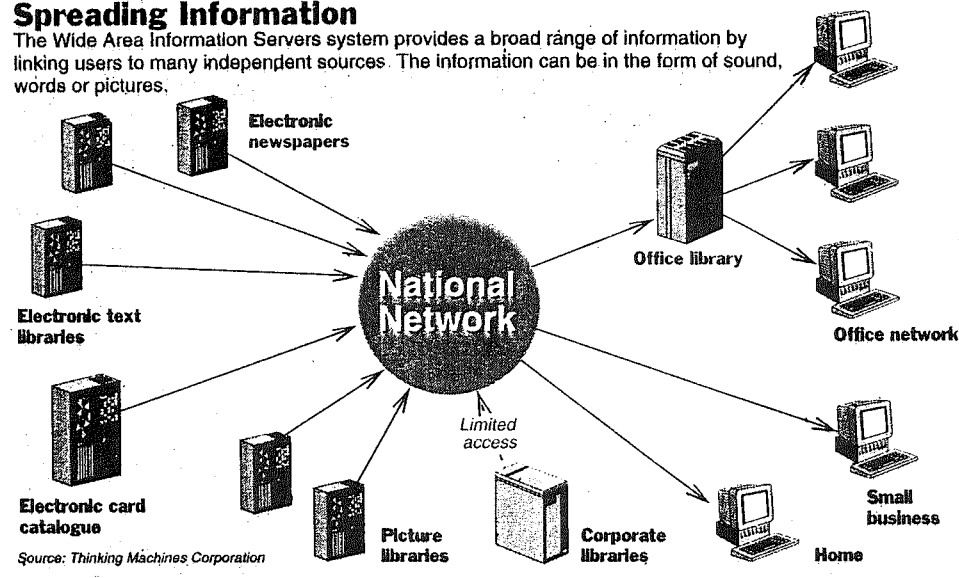 Spreading Information
The Wide Area Information Servers system provides a broad range of information by
linking users to many independent sources. The information can be in the form of sound,
words or pictures.
Electronic
newspapers
Office library
National
Network
Electronic text
libraries
Office network
Limited
access
Electronic card
catalogue
Picture
libraries
Corporate
libraries
Small
business
Home
Source: Thinking Machines Corporation